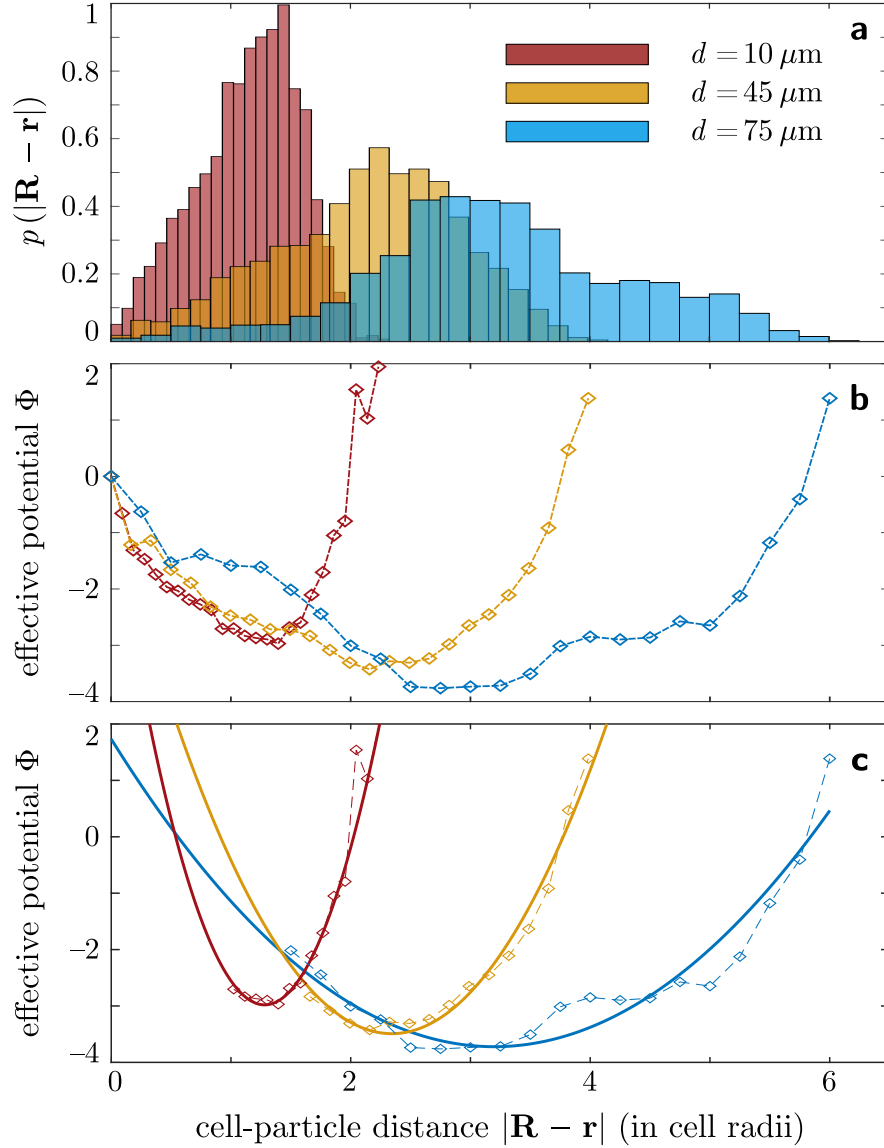 a
1
0.8
0.6
0.4
0.2
0
p(|R − r|)
d = 10 μm
d = 45 μm
d = 75 μm
b
2
0
−2
−4
effective potential Φ
c
2
0
−2
−4
effective potential Φ
0 2 4 6
cell-particle distance |R − r| (in cell radii)